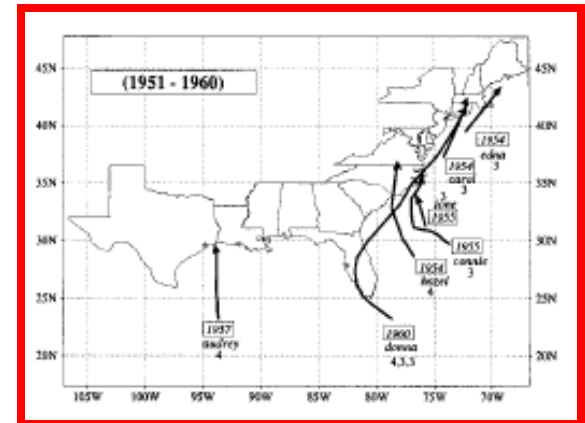 (1951 - 1960)
45N
45N
40N
40N
1954
edna
3
1954
carol
3
35N
35N
3
Ione
1955
30N
30N
1955
connie
3
1954
hazel
4
25N
25N
1957
audrey
4
1960
donna
4,3,3
20N
20N
105W
100W
95W
90W
85W
80W
75W
70W